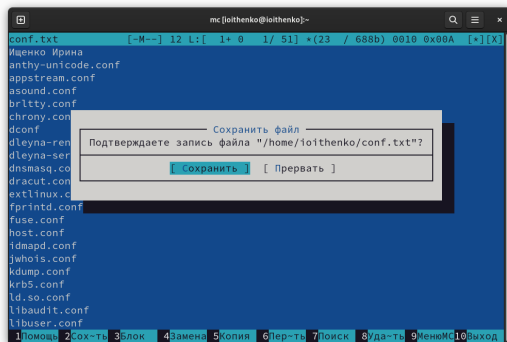 mc [ioithenko@ioithenko]:~
conf.txt [-M--] 12 L:[ 1+ 0 1/ 51] *(23 / 688b) 0010 0x00A [*][X]
Ищенко Ирина
anthy-unicode.conf
appstream.conf
asound.conf
brltty.conf
chrony.con
dconf
dleyna-ren
dleyna-ser
dnsmasq.co
dracut.con
extlinux.c
fprintd.conf
fuse.conf
host.conf
idmapd.conf
jwhois.conf
kdump.conf
krb5.conf
ld.so.conf
libaudit.conf
libuser.conf
Сохранить файл
Подтверждаете запись файла "/home/ioithenko/conf.txt"?
[ Сохранить ] [ Прервать ]
1Помощь 2Сох~ть 3Блок 4Замена 5Копия 6Пер~ть 7Поиск 8Уда~ть 9МенюMC 10Выход